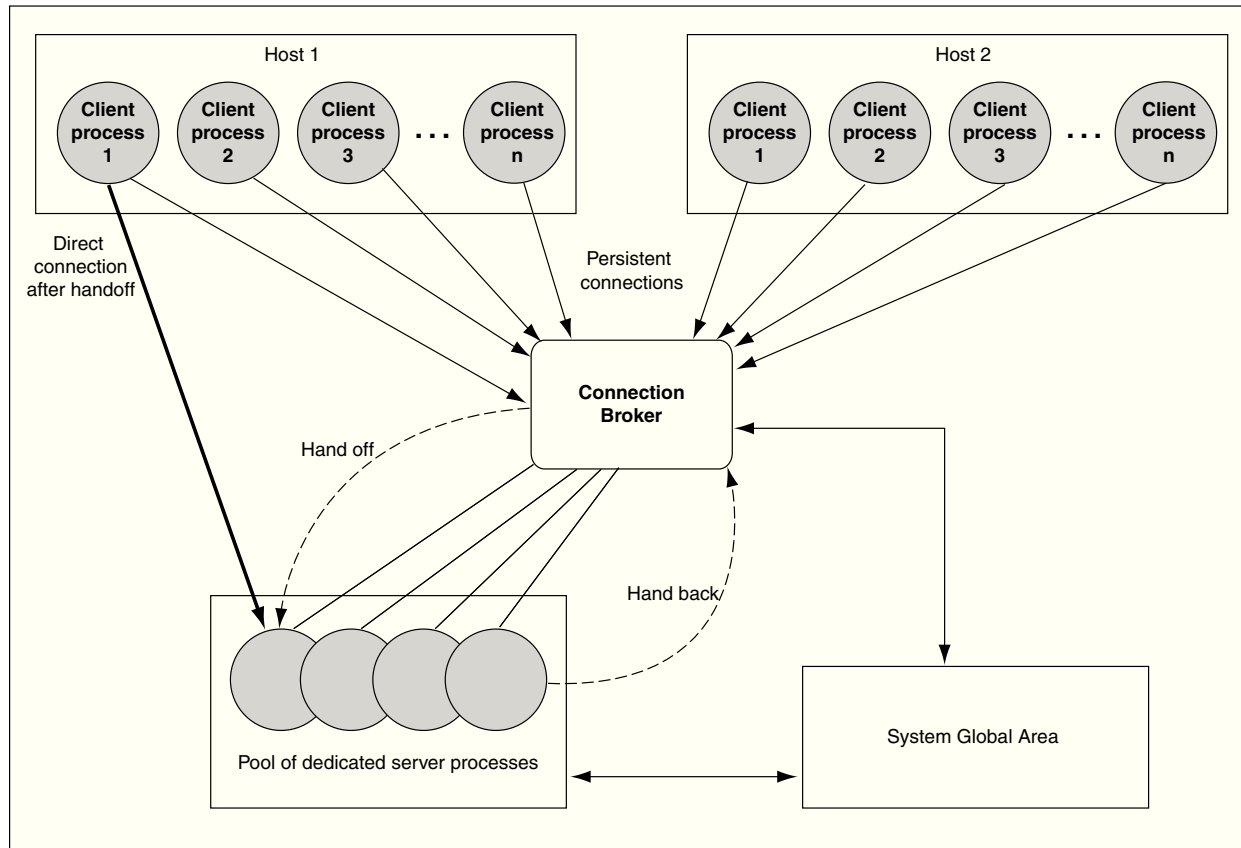 Host 1
Host 2
Client
process
1
Client
process
2
Client
process
3
...
Client
process
n
Client
process
1
Client
process
2
Client
process
3
...
Client
process
n
Direct
connection
after handoff
Persistent
connections
Connection
Broker
Hand off
Hand back
System Global Area
Pool of dedicated server processes